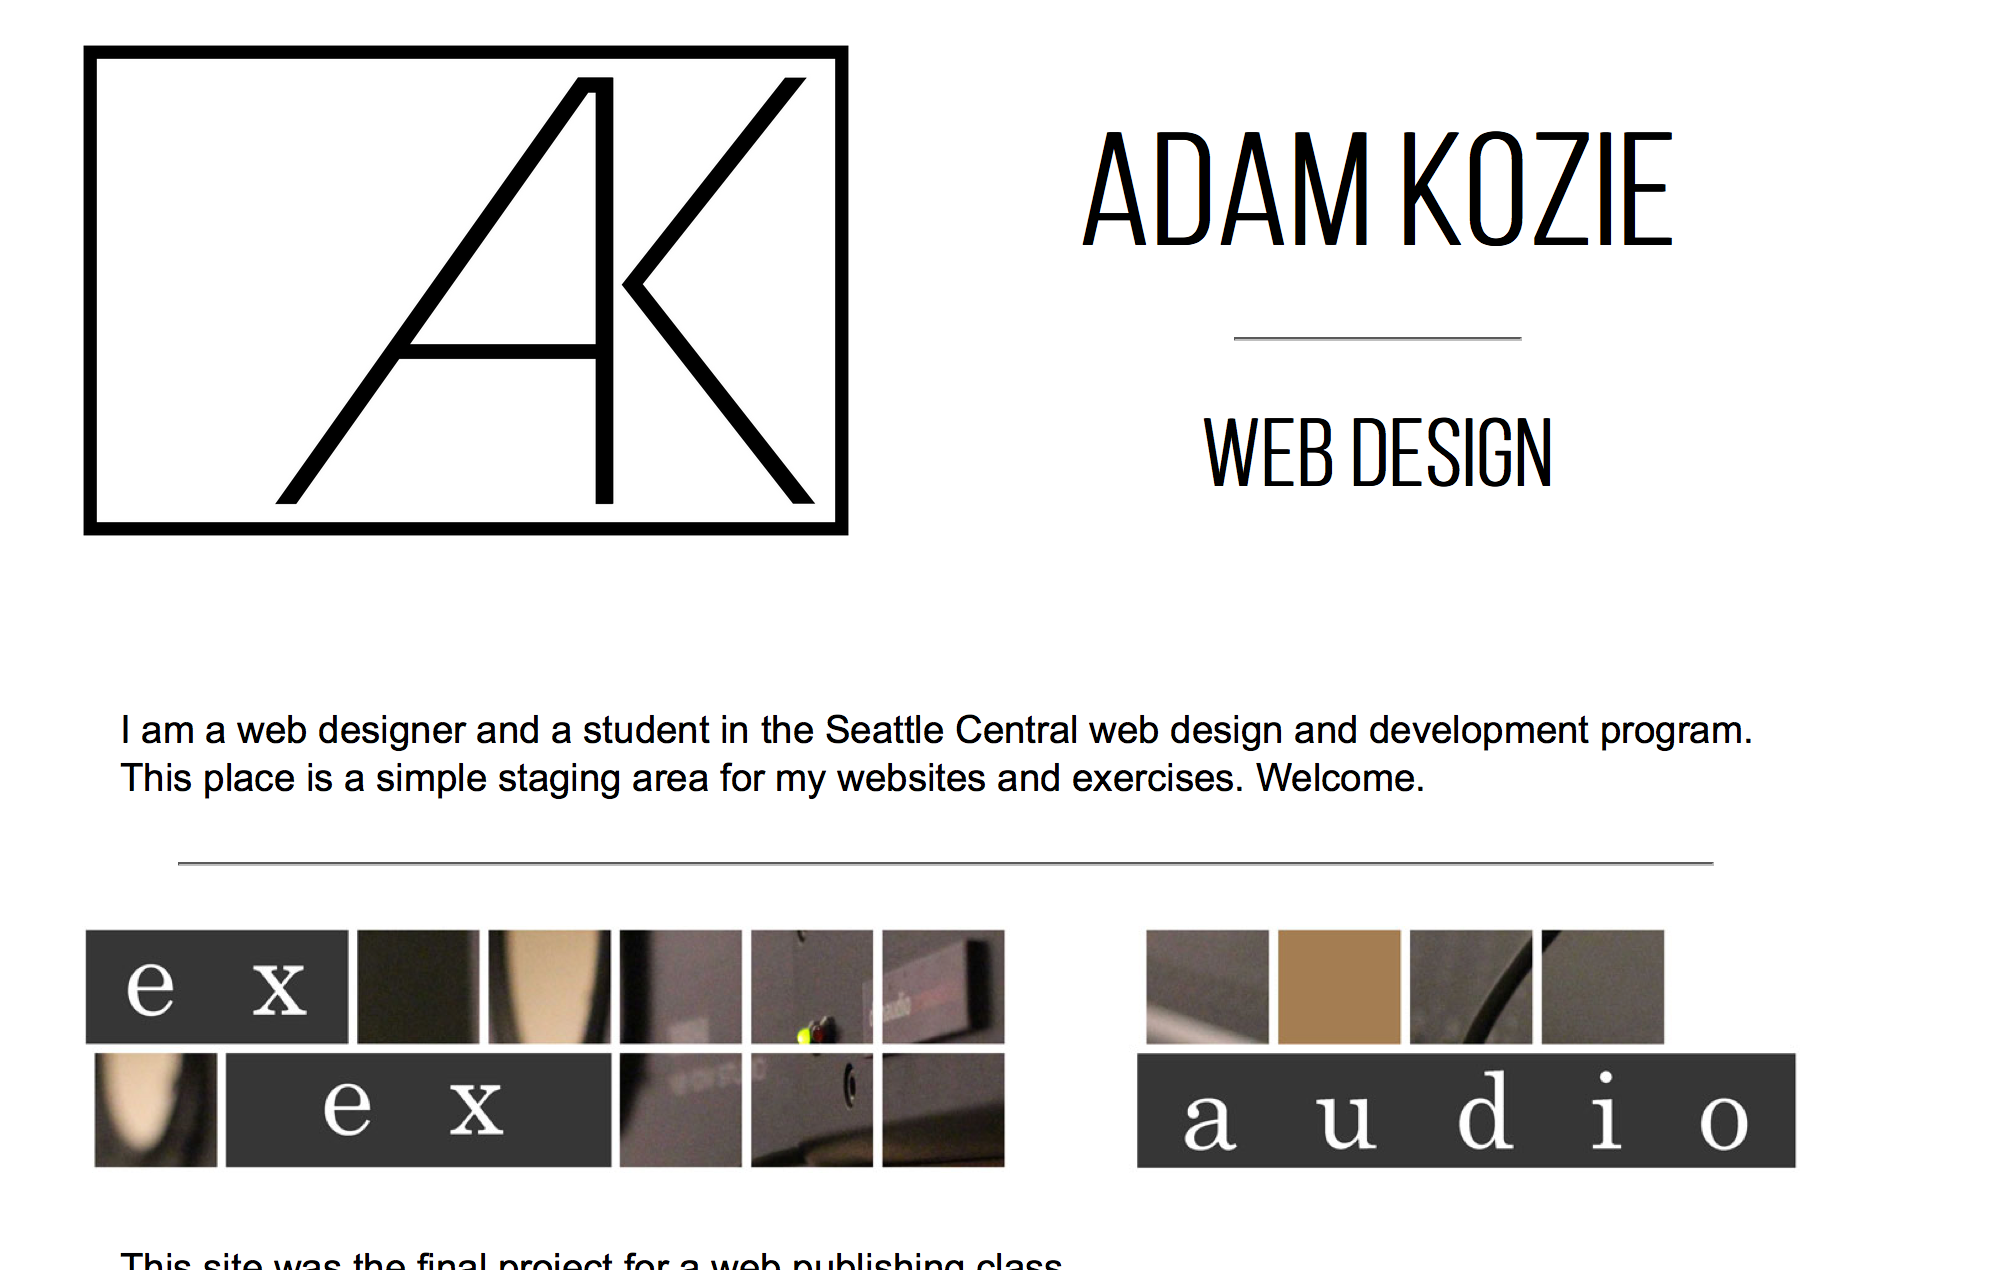 AK
ADAM KOZIE
WEB DESIGN
I am a web designer and a student in the Seattle Central web design and development program.
This place is a simple staging area for my websites and exercises. Welcome.
e x
e x
a u d i o
This site was the final project for a web publishing class